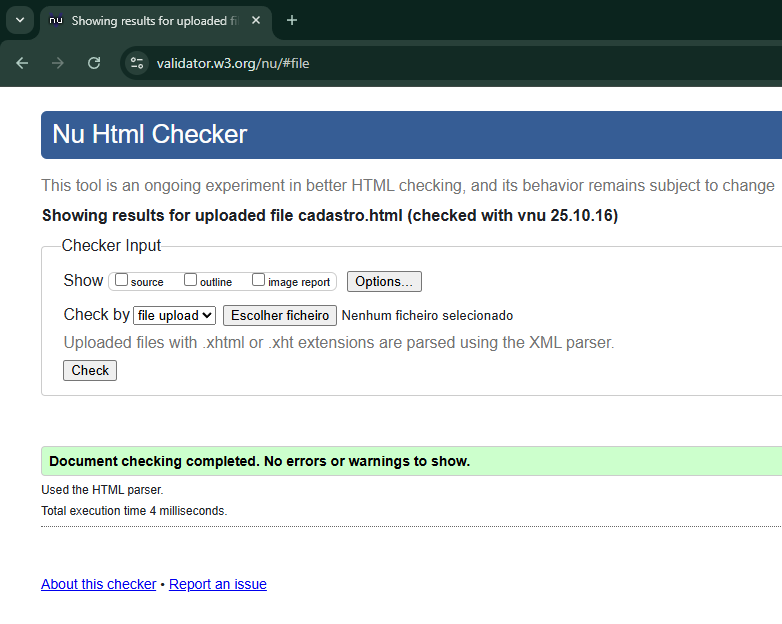 nu Showing results for uploaded fi
validator.w3.org/nu/#file
Nu Html Checker
This tool is an ongoing experiment in better HTML checking, and its behavior remains subject to change
Showing results for uploaded file cadastro.html (checked with vnu 25.10.16)
Checker Input
Show source outline image report Options...
Check by file upload Escolher ficheiro Nenhum ficheiro selecionado
Uploaded files with .xhtml or .xht extensions are parsed using the XML parser.
Check
Document checking completed. No errors or warnings to show.
Used the HTML parser.
Total execution time 4 milliseconds.
About this checker • Report an issue